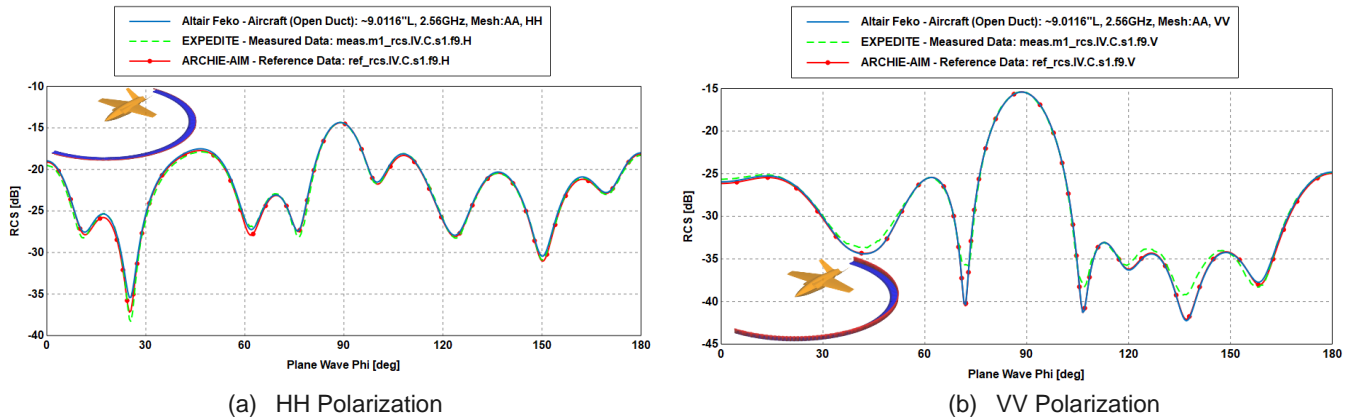 Altair Feko - Aircraft (Open Duct): ~9.0116"L, 2.56GHz, Mesh:AA, HH
EXPEDITE - Measured Data: meas.m1_rcs.IV.C.s1.f9.H
ARCHIE-AIM - Reference Data: ref_rcs.IV.C.s1.f9.H
-10
-15
-20
-25
-30
-35
-40
RCS [dB]
0 30 60 90 120 150 180
Plane Wave Phi [deg]
(a) HH Polarization
Altair Feko - Aircraft (Open Duct): ~9.0116"L, 2.56GHz, Mesh:AA, VV
EXPEDITE - Measured Data: meas.m1_rcs.IV.C.s1.f9.V
ARCHIE-AIM - Reference Data: ref_rcs.IV.C.s1.f9.V
-15
-25
-30
-35
-40
-45
RCS [dB]
0 30 60 90 120 150 180
Plane Wave Phi [deg]
(b) VV Polarization